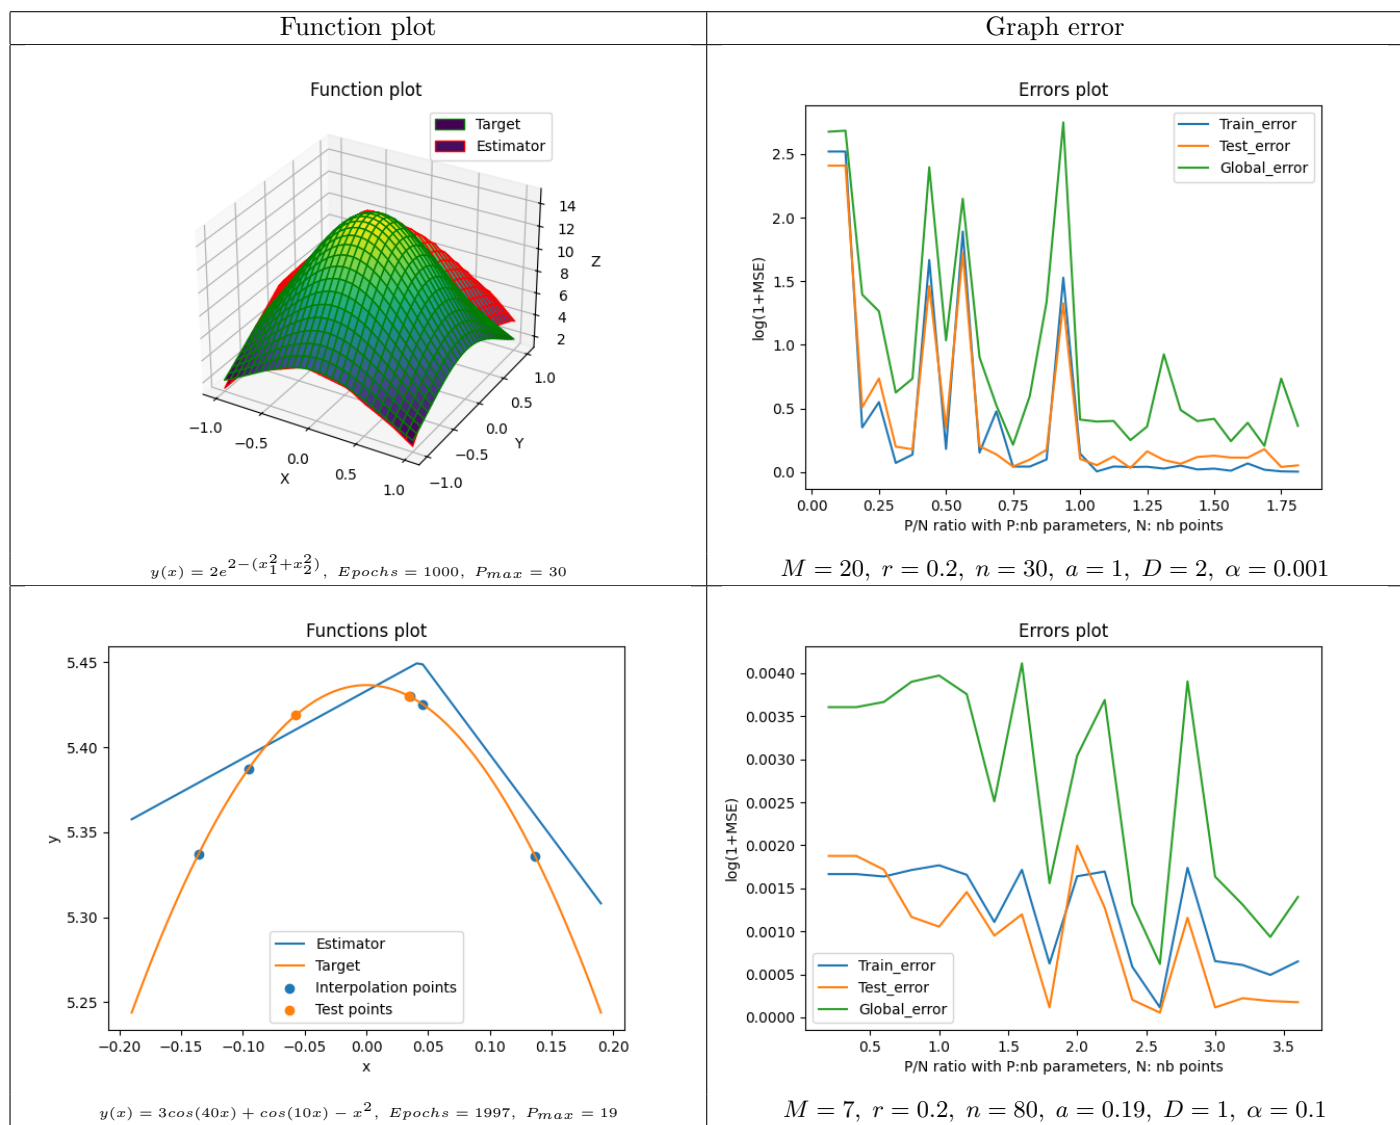 Function plot
Graph error
Function plot
Target
Estimator
14
12
10
8
6
4
2
Z
−1.0
−0.5
0.0
0.5
1.0
X
1.0
0.5
0.0
−0.5
−1.0
Y
y(x) = 2e^{2−(x_1^2+x_2^2)}, Epochs = 1000, P_{max} = 30
Errors plot
Train_error
Test_error
Global_error
2.5
2.0
1.5
1.0
0.5
0.0
log(1+MSE)
0.00 0.25 0.50 0.75 1.00 1.25 1.50 1.75
P/N ratio with P:nb parameters, N: nb points
M = 20, r = 0.2, n = 30, a = 1, D = 2, α = 0.001
Functions plot
5.45
5.40
5.35
5.30
5.25
y
Estimator
Target
Interpolation points
Test points
−0.20 −0.15 −0.10 −0.05 0.00 0.05 0.10 0.15 0.20
x
y(x) = 3cos(40x) + cos(10x) − x^2, Epochs = 1997, P_{max} = 19
Errors plot
0.0040
0.0035
0.0030
0.0025
0.0020
0.0015
0.0010
0.0005
0.0000
log(1+MSE)
Train_error
Test_error
Global_error
0.5 1.0 1.5 2.0 2.5 3.0 3.5
P/N ratio with P:nb parameters, N: nb points
M = 7, r = 0.2, n = 80, a = 0.19, D = 1, α = 0.1